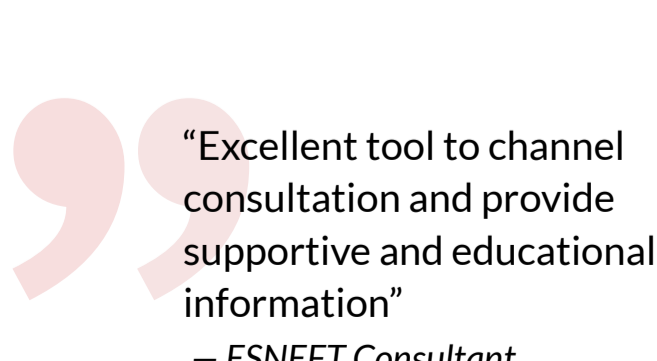 “Excellent tool to channel
consultation and provide
supportive and educational
information”
– ESNEFT Consultant